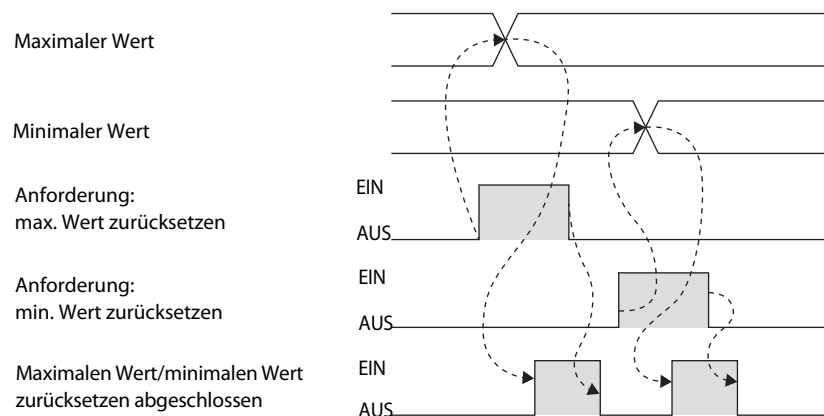 Maximaler Wert
Minimaler Wert
Anforderung:
max. Wert zurücksetzen
EIN
AUS
Anforderung:
min. Wert zurücksetzen
EIN
AUS
Maximalen Wert/minimalen Wert
zurücksetzen abgeschlossen
EIN
AUS